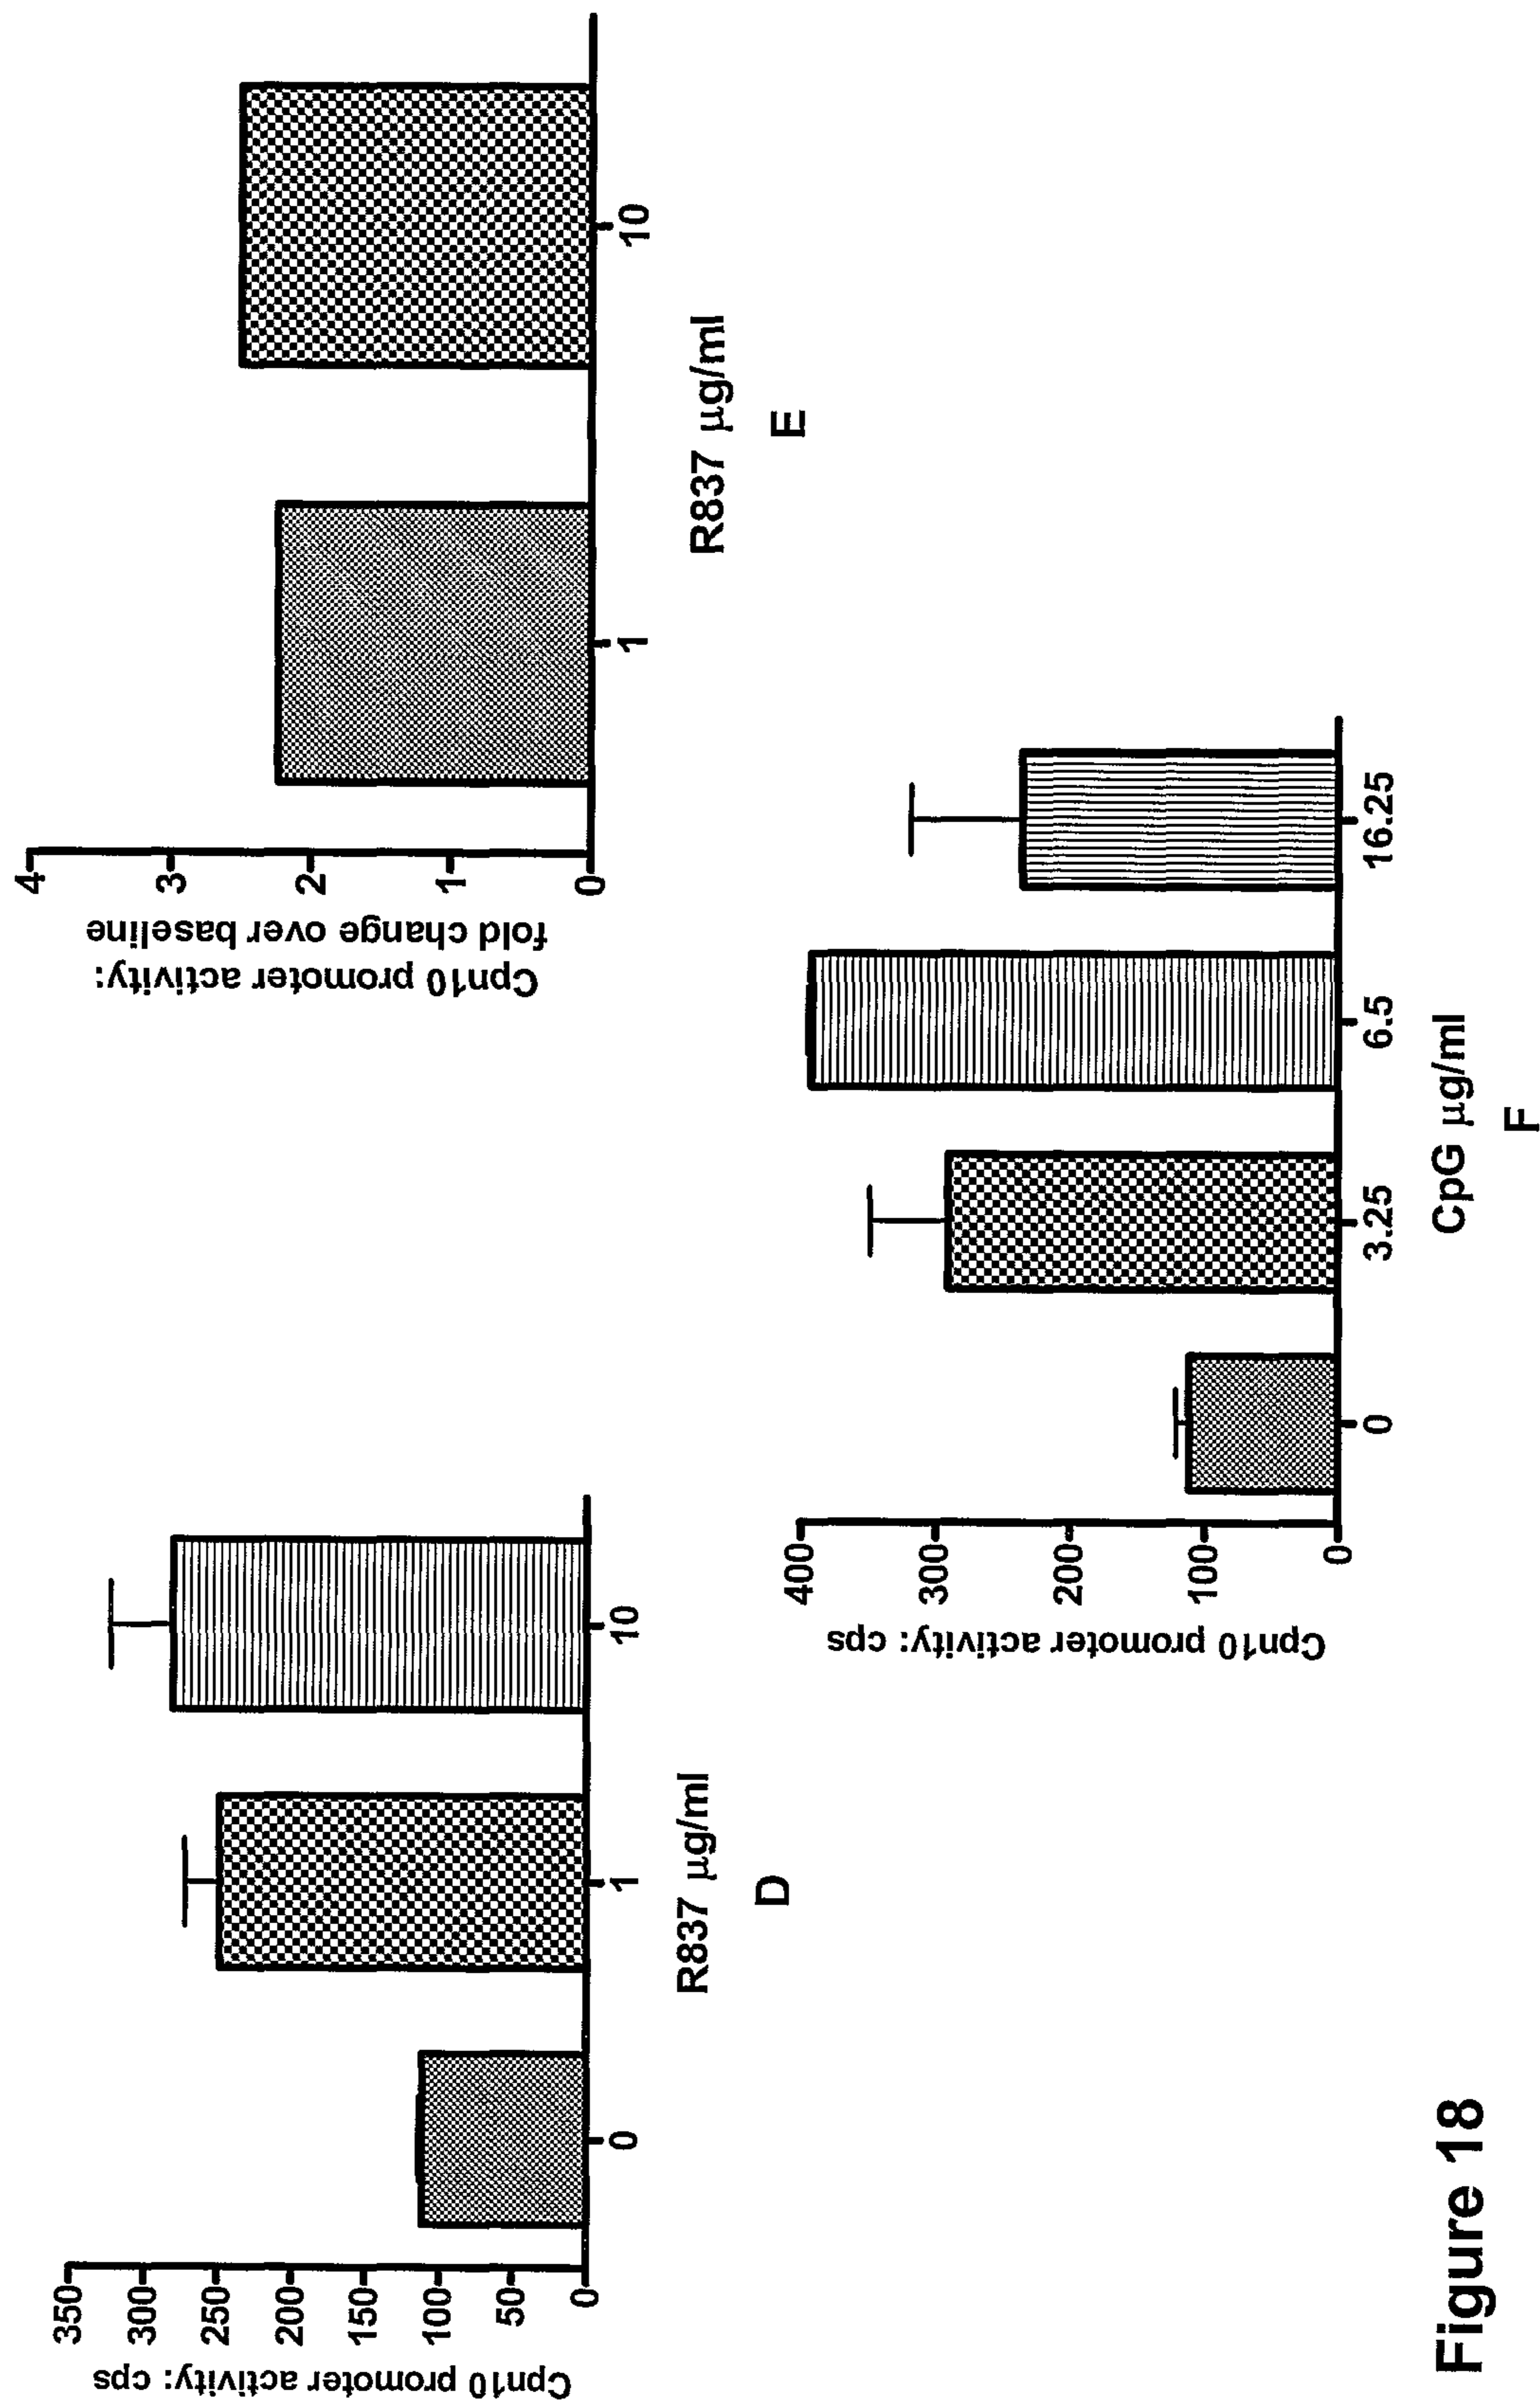 Cpn10 promoter activity: cps
350
300
250
200
150
100
50
0
0
1
10
R837 µg/ml
D
Cpn10 promoter activity:
fold change over baseline
4
3
2
1
0
1
10
R837 µg/ml
E
Cpn10 promoter activity: cps
400
300
200
100
0
0
3.25
6.5
16.25
CpG µg/ml
F
Figure 18